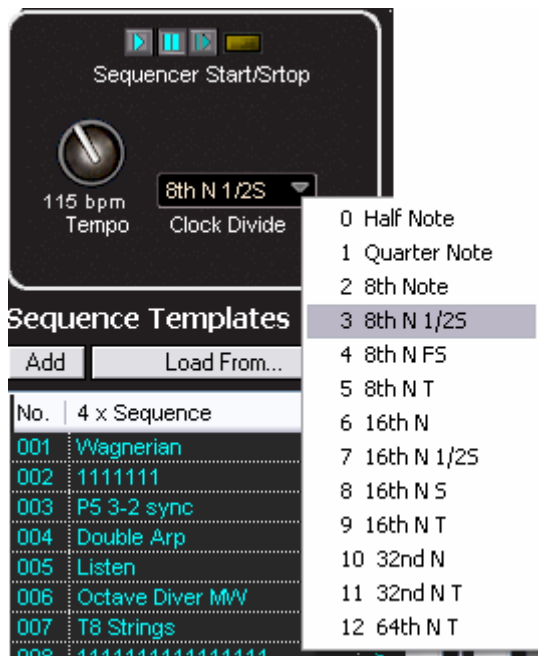 Sequencer Start/Srtop
115 bpm
Tempo
8th N 1/2S
Clock Divide
0 Half Note
1 Quarter Note
2 8th Note
3 8th N 1/2S
4 8th N FS
5 8th N T
6 16th N
7 16th N 1/2S
8 16th N S
9 16th N T
10 32nd N
11 32nd N T
12 64th N T
Sequence Templates
Add
Load From...
No. 4 x Sequence
001 Wagnerian
002 1111111
003 P5 3-2 sync
004 Double Arp
005 Listen
006 Octave Diver MW
007 T8 Strings